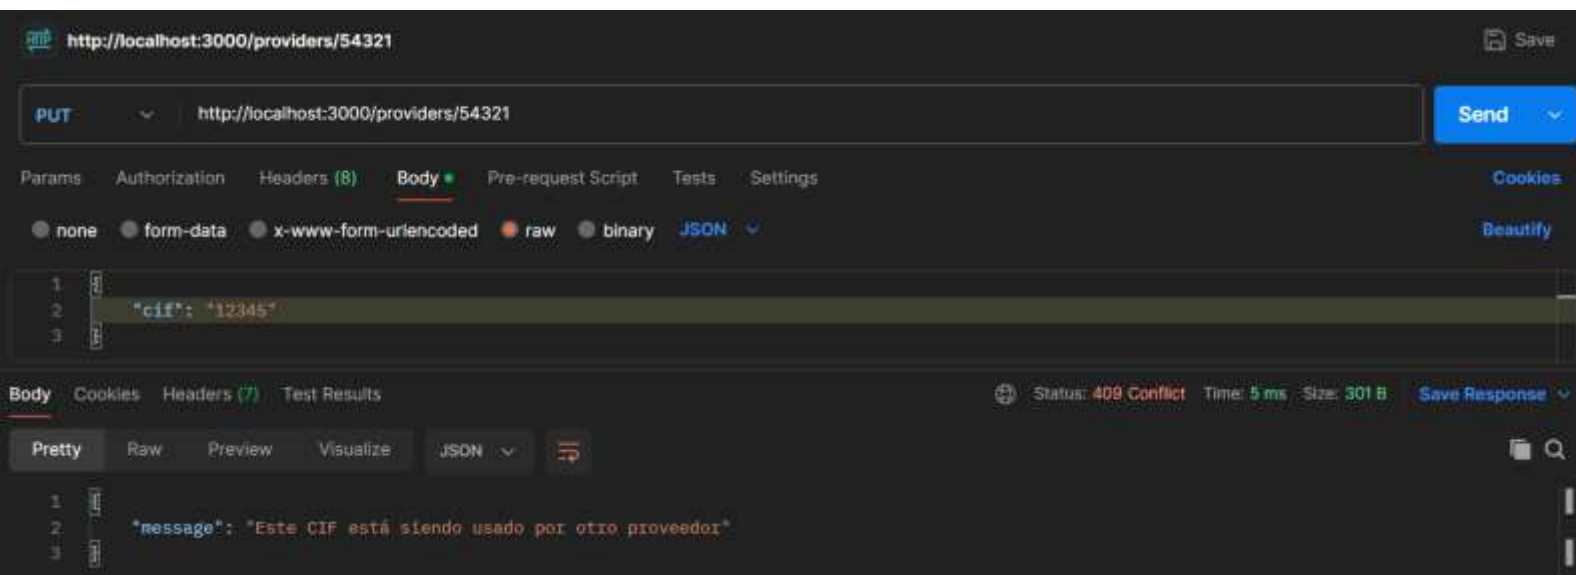 HTTP http://localhost:3000/providers/54321 Save
PUT http://localhost:3000/providers/54321 Send
Params Authorization Headers (8) Body Pre-request Script Tests Settings Cookies
none form-data x-www-form-urlencoded raw binary JSON Beautify
1 {
2 "cif": "12345"
3 }
Body Cookies Headers (7) Test Results Status: 409 Conflict Time: 5 ms Size: 301 B Save Response
Pretty Raw Preview Visualize JSON
1 {
2 "message": "Este CIF está siendo usado por otro proveedor"
3 }